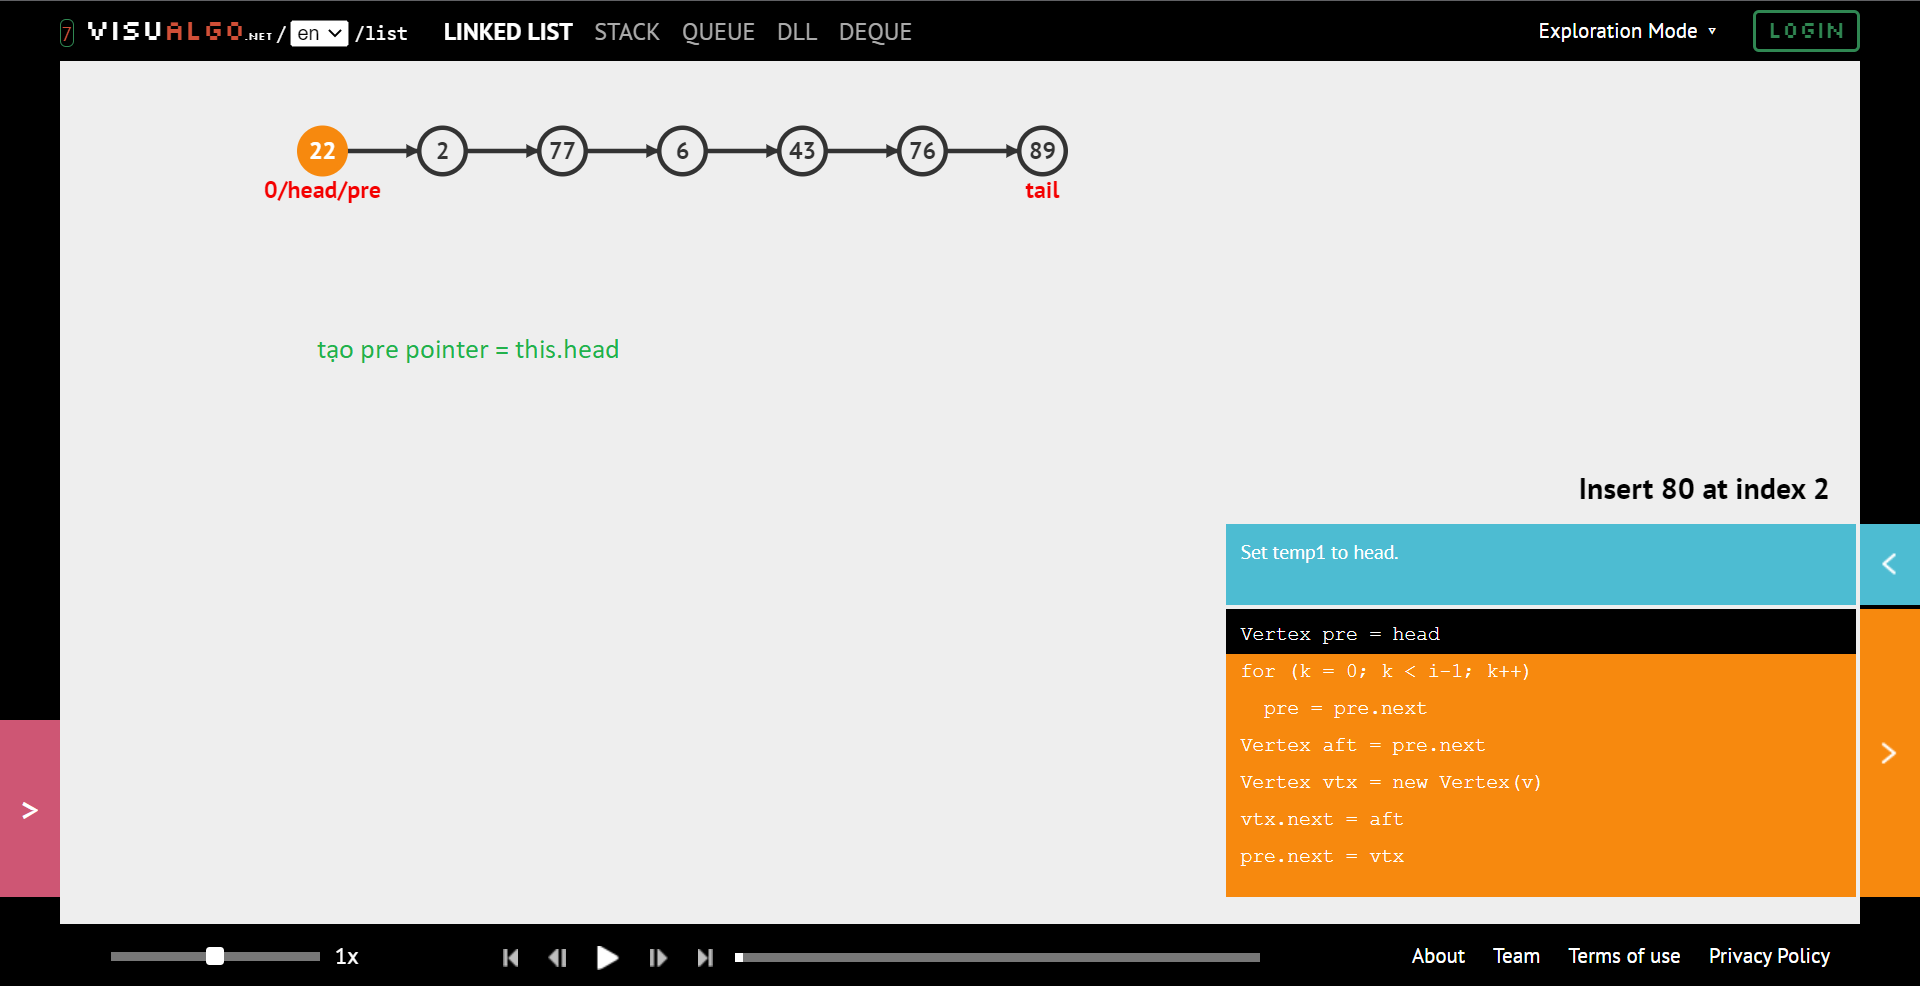 7 VISUALGO.NET/ en /list LINKED LIST STACK QUEUE DLL DEQUE Exploration Mode ▾ LOGIN
22 2 77 6 43 76 89
0/head/pre tail
tạo pre pointer = this.head
Insert 80 at index 2
Set temp1 to head.
Vertex pre = head
for (k = 0; k < i-1; k++)
pre = pre.next
Vertex aft = pre.next
Vertex vtx = new Vertex(v)
vtx.next = aft
pre.next = vtx
1x About Team Terms of use Privacy Policy